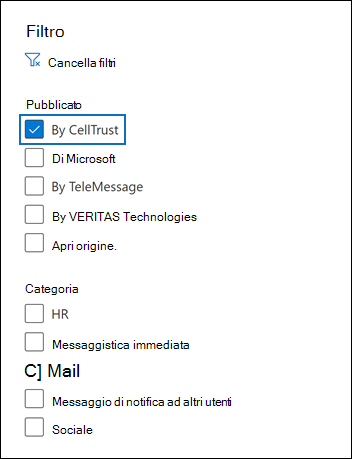 Filtro
Cancella filtri
Pubblicato
By CellTrust
Di Microsoft
By TeleMessage
By VERITAS Technologies
Apri origine.
Categoria
HR
Messaggistica immediata
C] Mail
Messaggio di notifica ad altri utenti
Sociale